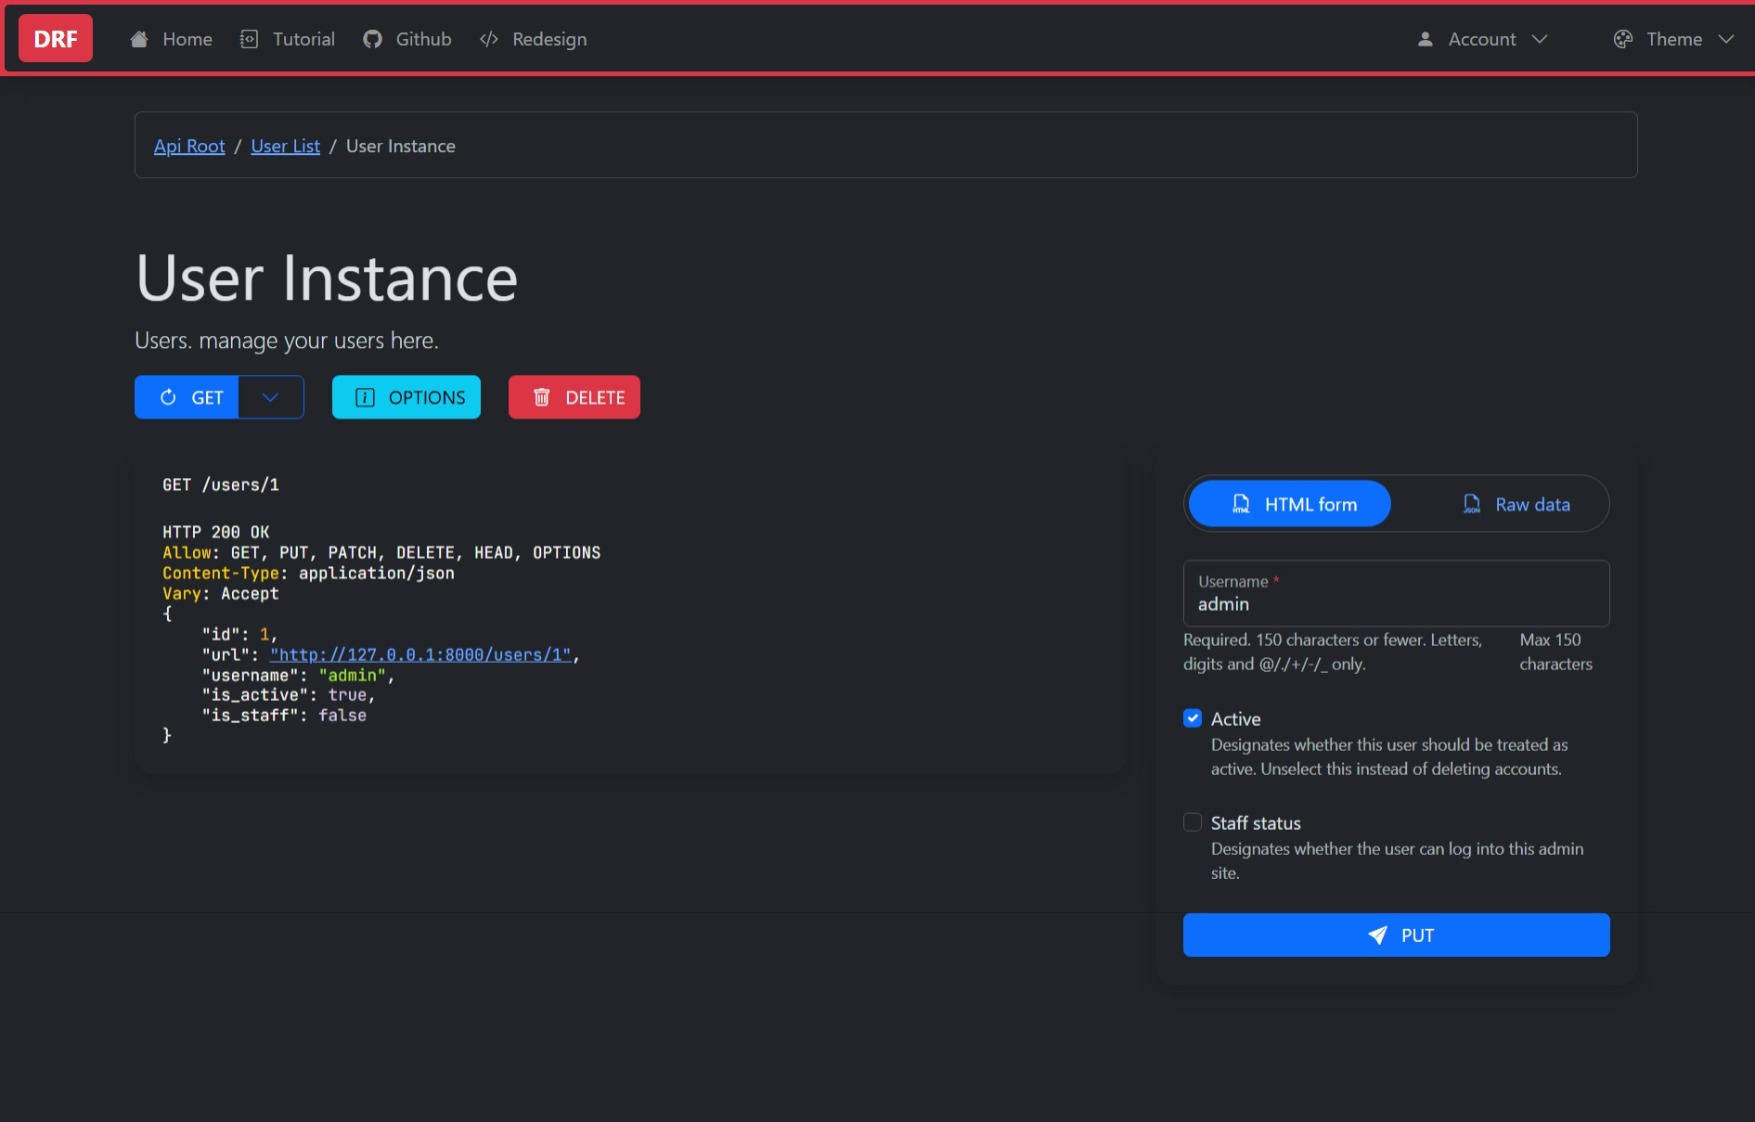 DRF Home Tutorial Github Redesign Account Theme
Api Root / User List / User Instance
User Instance
Users. manage your users here.
GET OPTIONS DELETE
GET /users/1
HTTP 200 OK
Allow: GET, PUT, PATCH, DELETE, HEAD, OPTIONS
Content-Type: application/json
Vary: Accept
{
    "id": 1,
    "url": "http://127.0.0.1:8000/users/1",
    "username": "admin",
    "is_active": true,
    "is_staff": false
}
HTML form Raw data
Username *
admin
Required. 150 characters or fewer. Letters,
digits and @/./+/-/_ only.
Max 150
characters
Active
Designates whether this user should be treated as
active. Unselect this instead of deleting accounts.
Staff status
Designates whether the user can log into this admin
site.
PUT